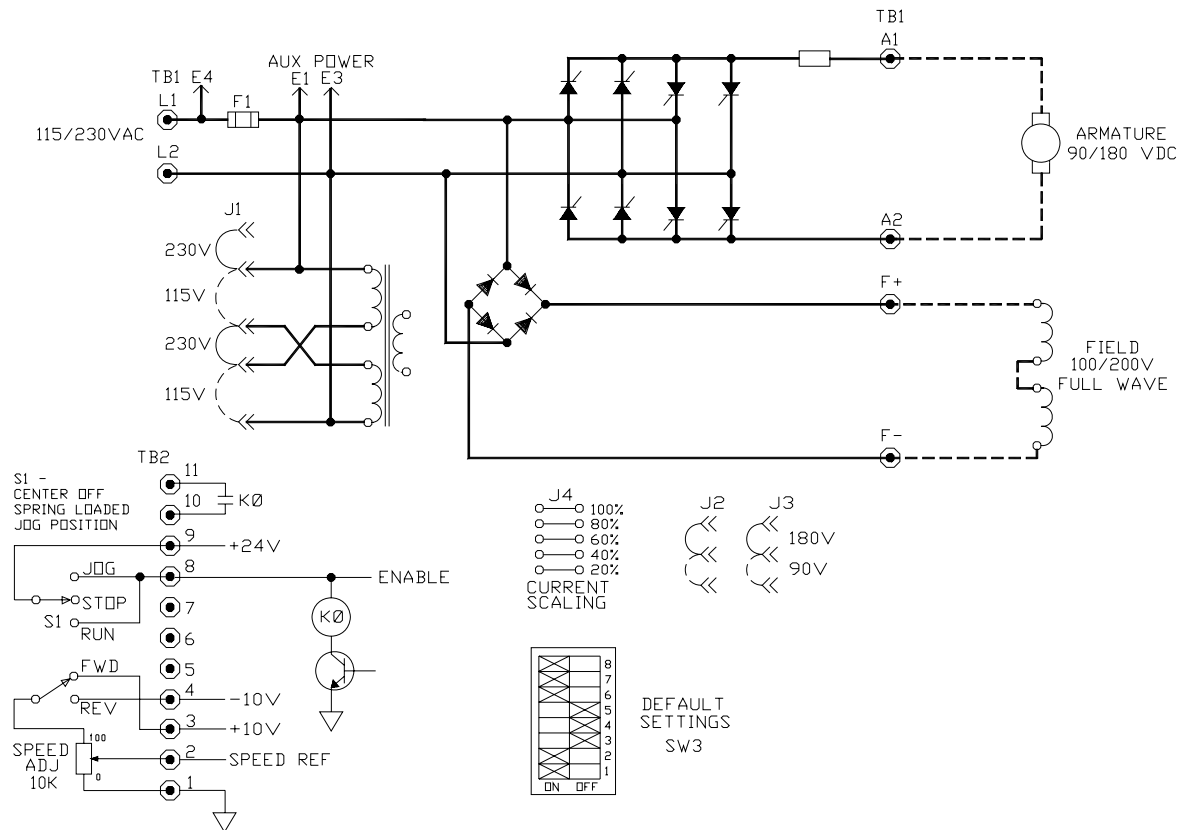 TB1
A1
AUX POWER
TB1 E4
E1 E3
L1
F1
115/230VAC
ARMATURE
90/180 VDC
L2
J1
A2
230V
F+
115V
230V
FIELD
100/200V
FULL WAVE
115V
F-
TB2
S1 -
CENTER OFF
SPRING LOADED
JOG POSITION
11
10
KØ
9
+24V
JOG
8
ENABLE
STOP
7
S1
RUN
KØ
6
FWD
5
4
-10V
REV
3
+10V
SPEED
ADJ
10K
100
0
2
SPEED REF
1
J4
100%
80%
60%
40%
20%
CURRENT
SCALING
J2
J3
180V
90V
8
7
6
5
4
3
2
1
ON OFF
DEFAULT
SETTINGS
SW3